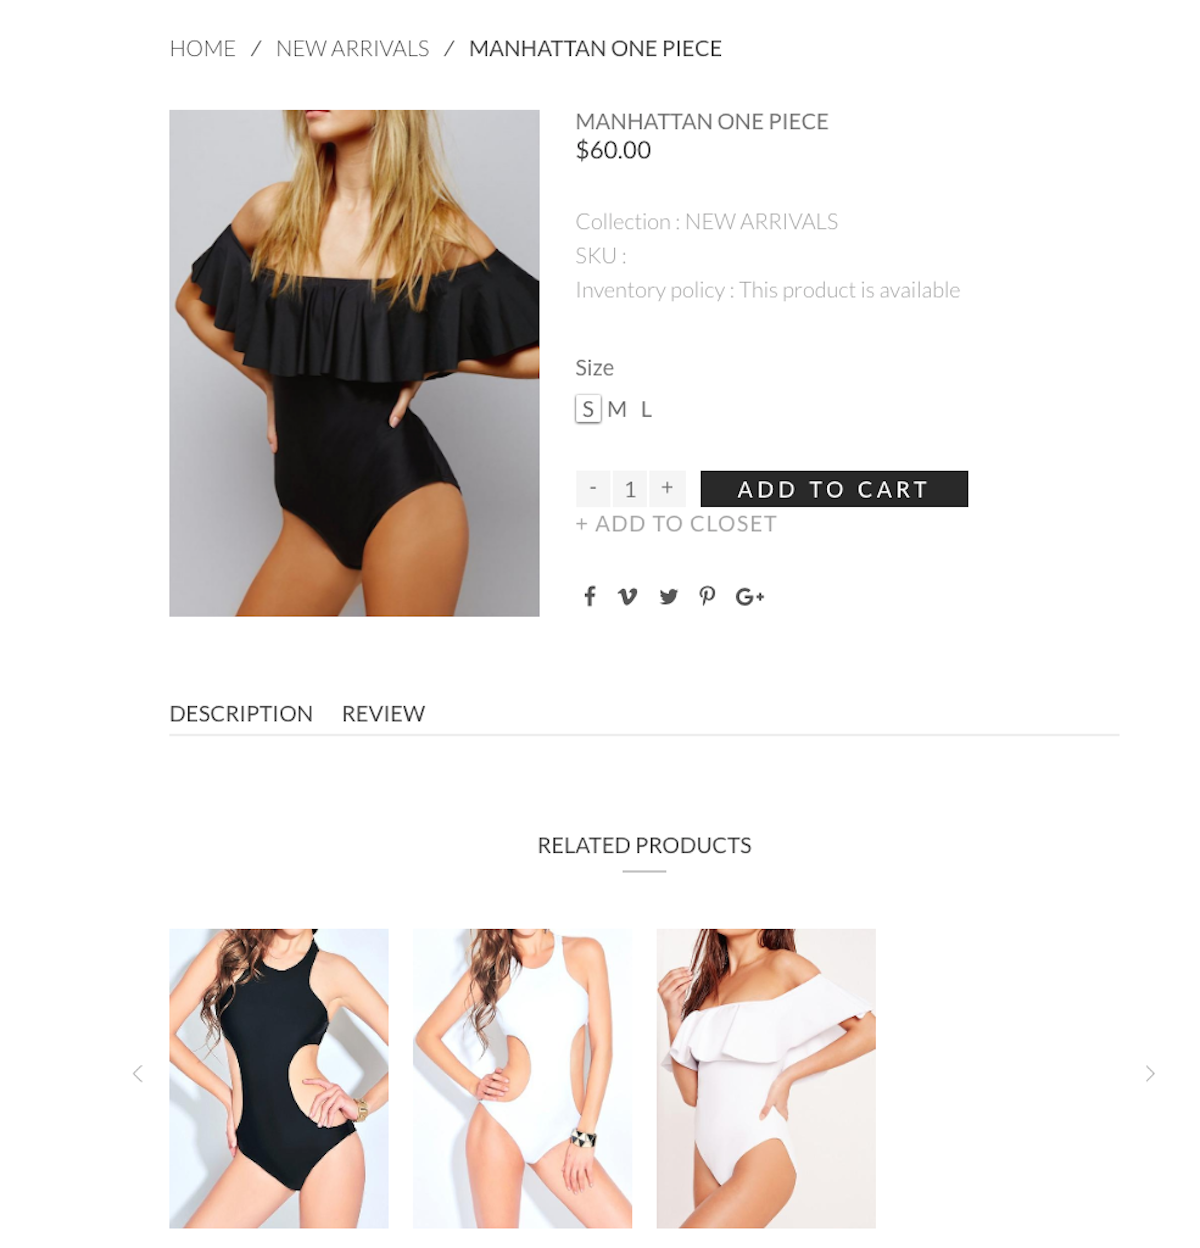 HOME / NEW ARRIVALS / MANHATTAN ONE PIECE
MANHATTAN ONE PIECE
$60.00
Collection : NEW ARRIVALS
SKU :
Inventory policy : This product is available
Size
S M L
- 1 + ADD TO CART
+ ADD TO CLOSET
DESCRIPTION REVIEW
RELATED PRODUCTS